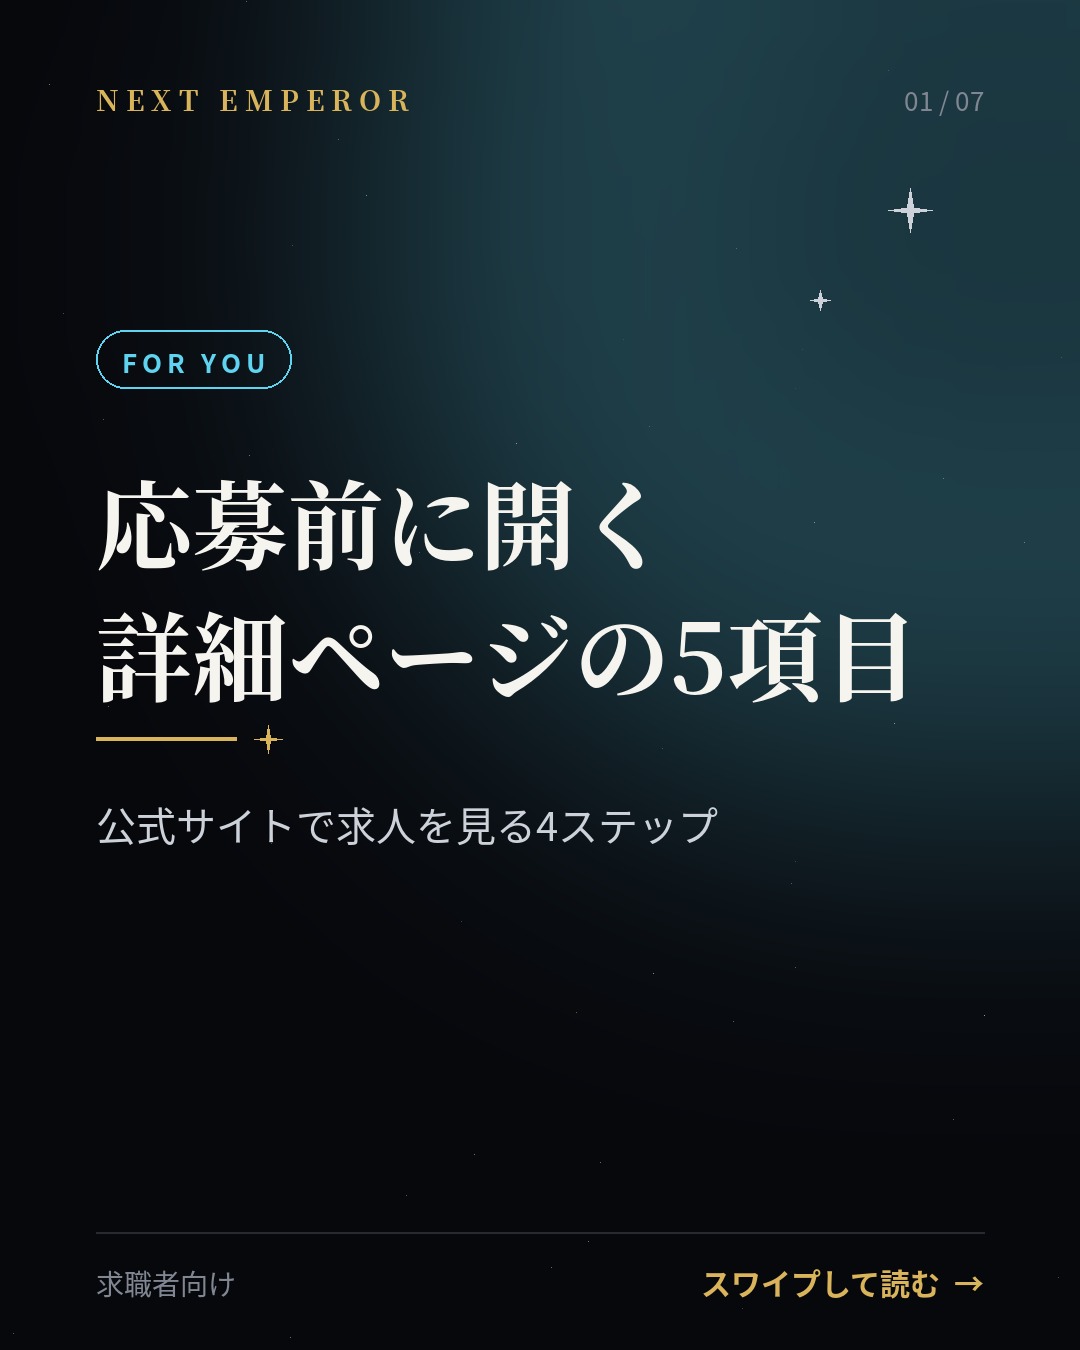 NEXT EMPEROR
01 / 07
FOR YOU
応募前に開く
詳細ページの5項目
公式サイトで求人を見る4ステップ
求職者向け
スワイプして読む →